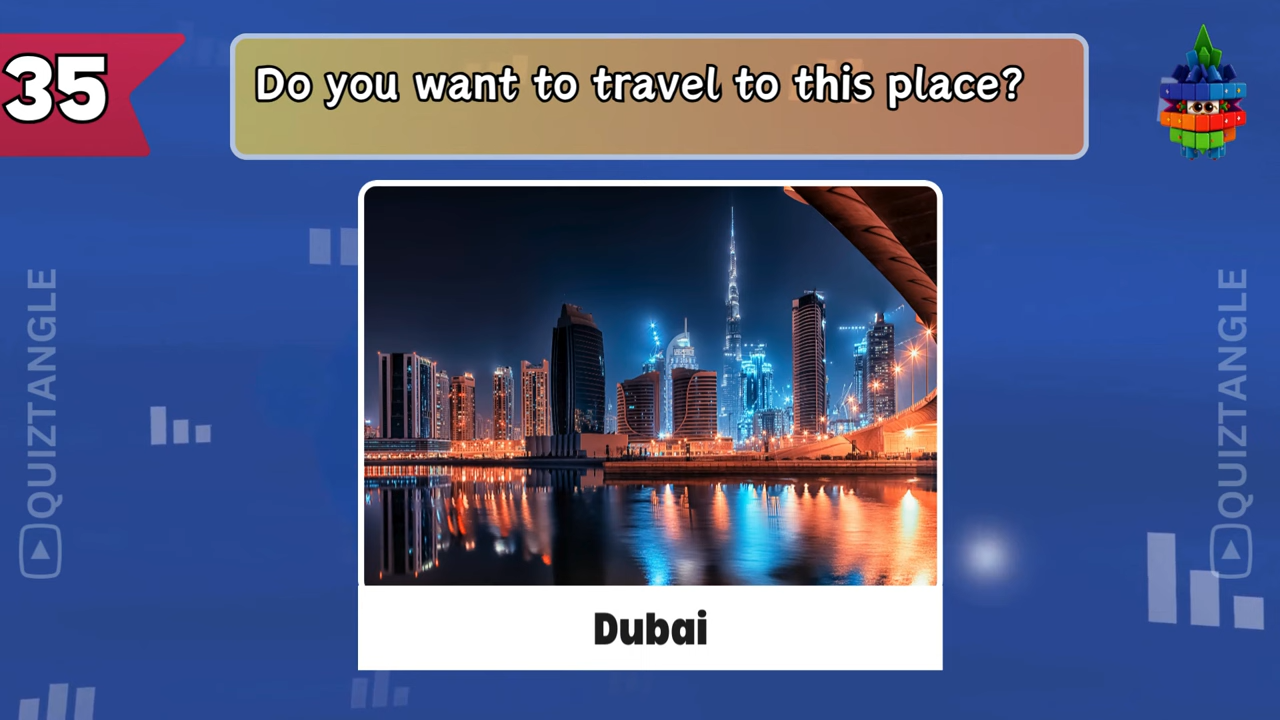 35
Do you want to travel to this place?
QUIZTANGLE
QUIZTANGLE
Dubai